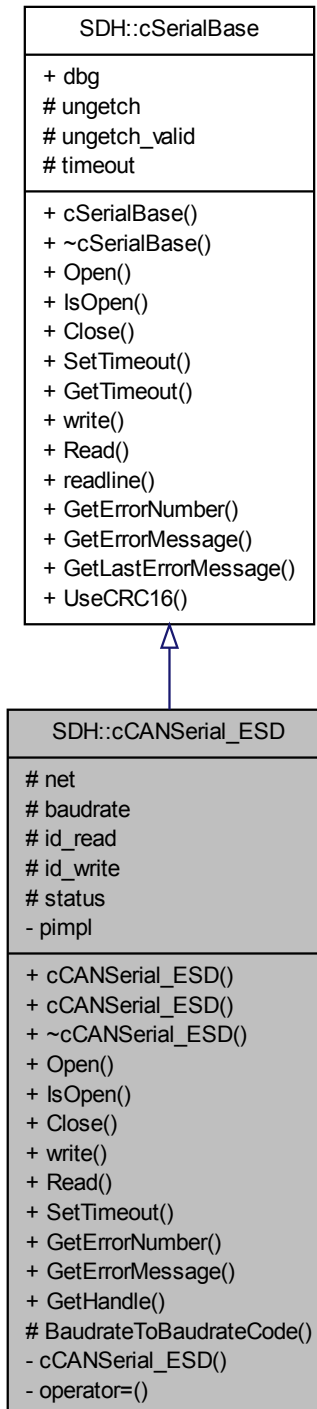 SDH::cSerialBase
+ dbg
# ungetch
# ungetch_valid
# timeout
+ cSerialBase()
+ ~cSerialBase()
+ Open()
+ IsOpen()
+ Close()
+ SetTimeout()
+ GetTimeout()
+ write()
+ Read()
+ readline()
+ GetErrorNumber()
+ GetErrorMessage()
+ GetLastErrorMessage()
+ UseCRC16()
SDH::cCANSerial_ESD
# net
# baudrate
# id_read
# id_write
# status
- pimpl
+ cCANSerial_ESD()
+ cCANSerial_ESD()
+ ~cCANSerial_ESD()
+ Open()
+ IsOpen()
+ Close()
+ write()
+ Read()
+ SetTimeout()
+ GetErrorNumber()
+ GetErrorMessage()
+ GetHandle()
# BaudrateToBaudrateCode()
- cCANSerial_ESD()
- operator=()